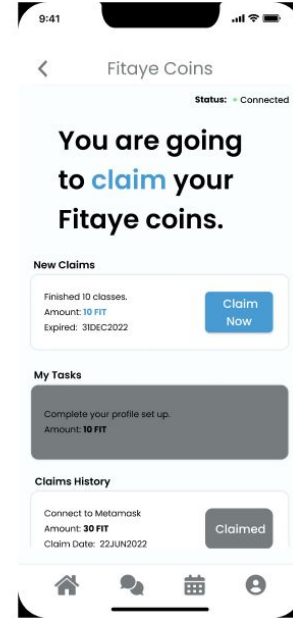 9:41
Fitaye Coins
Status: Connected
You are going
to claim your
Fitaye coins.
New Claims
Finished 10 classes.
Amount: 10 FIT
Expired: 31DEC2022
Claim
Now
My Tasks
Complete your profile set up.
Amount: 10 FIT
Claims History
Connect to Metamask
Amount: 30 FIT
Claim Date: 22JUN2022
Claimed